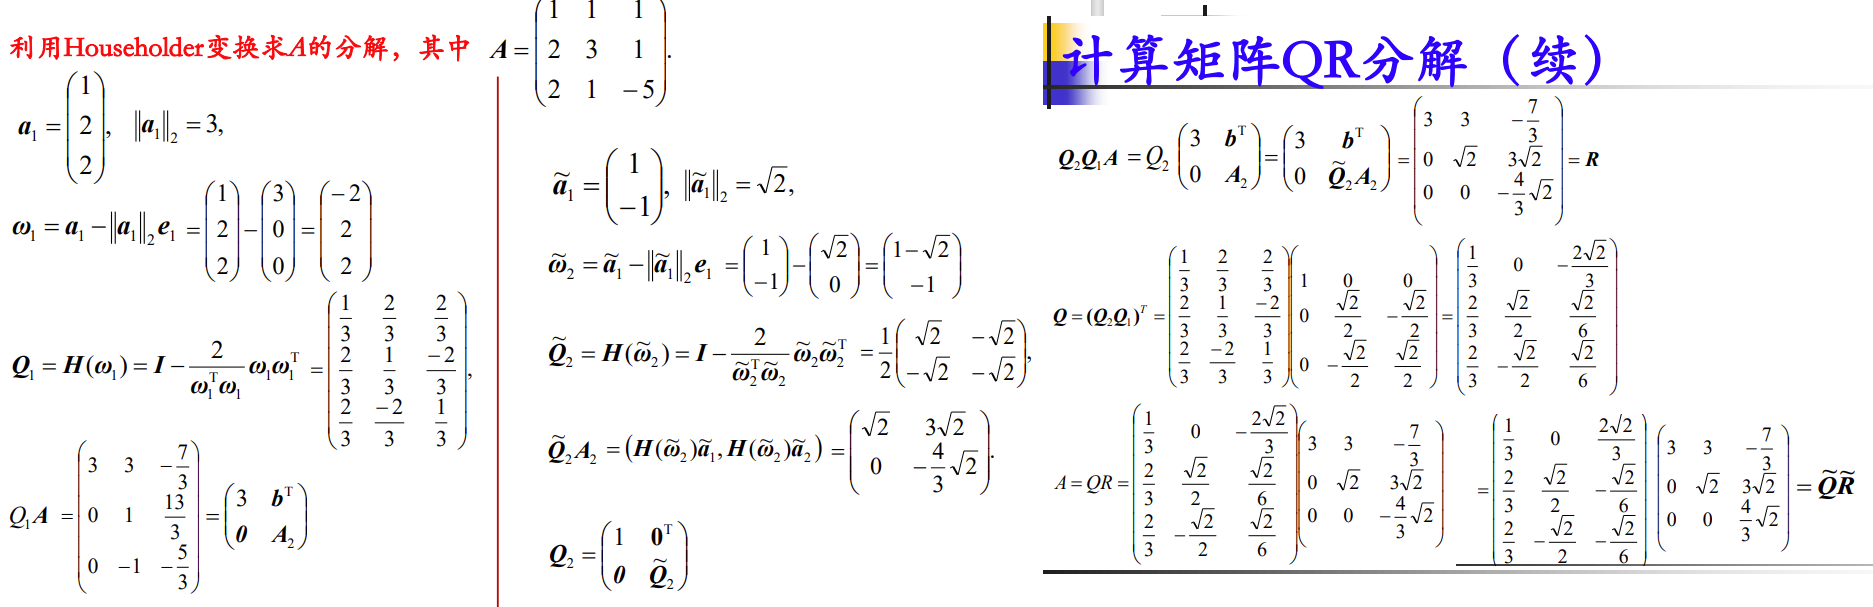 利用Householder变换求A的分解，其中 $A=\begin{pmatrix}1&1&1\\2&3&1\\2&1&-5\end{pmatrix}.$
$a_1=\begin{pmatrix}1\\2\\2\end{pmatrix},\ \|a_1\|_2=3,$
$\omega_1=a_1-\|a_1\|_2e_1=\begin{pmatrix}1\\2\\2\end{pmatrix}-\begin{pmatrix}3\\0\\0\end{pmatrix}=\begin{pmatrix}-2\\2\\2\end{pmatrix}$
$Q_1=H(\omega_1)=I-\frac{2}{\omega_1^T\omega_1}\omega_1\omega_1^T=\begin{pmatrix}\frac{1}{3}&\frac{2}{3}&\frac{2}{3}\\\frac{2}{3}&\frac{1}{3}&\frac{-2}{3}\\\frac{2}{3}&\frac{-2}{3}&\frac{1}{3}\end{pmatrix},$
$Q_1A=\begin{pmatrix}3&3&-\frac{7}{3}\\0&1&\frac{13}{3}\\0&-1&-\frac{5}{3}\end{pmatrix}=\begin{pmatrix}3&b^T\\0&A_2\end{pmatrix}$
$\tilde{a}_1=\begin{pmatrix}1\\-1\end{pmatrix},\ \|\tilde{a}_1\|_2=\sqrt{2},$
$\tilde{\omega}_2=\tilde{a}_1-\|\tilde{a}_1\|_2e_1=\begin{pmatrix}1\\-1\end{pmatrix}-\begin{pmatrix}\sqrt{2}\\0\end{pmatrix}=\begin{pmatrix}1-\sqrt{2}\\-1\end{pmatrix}$
$\tilde{Q}_2=H(\tilde{\omega}_2)=I-\frac{2}{\tilde{\omega}_2^T\tilde{\omega}_2}\tilde{\omega}_2\tilde{\omega}_2^T=\frac{1}{2}\begin{pmatrix}\sqrt{2}&-\sqrt{2}\\-\sqrt{2}&-\sqrt{2}\end{pmatrix},$
$\tilde{Q}_2A_2=(H(\tilde{\omega}_2)\tilde{a}_1,H(\tilde{\omega}_2)\tilde{a}_2)=\begin{pmatrix}\sqrt{2}&3\sqrt{2}\\0&-\frac{4}{3}\sqrt{2}\end{pmatrix}.$
$Q_2=\begin{pmatrix}1&0^T\\0&\tilde{Q}_2\end{pmatrix}$
计算矩阵QR分解（续）
$Q_2Q_1A=Q_2\begin{pmatrix}3&b^T\\0&A_2\end{pmatrix}=\begin{pmatrix}3&b^T\\0&\tilde{Q}_2A_2\end{pmatrix}=\begin{pmatrix}3&3&-\frac{7}{3}\\0&\sqrt{2}&3\sqrt{2}\\0&0&-\frac{4}{3}\sqrt{2}\end{pmatrix}=R$
$Q=(Q_2Q_1)^T=\begin{pmatrix}\frac{1}{3}&\frac{2}{3}&\frac{2}{3}\\\frac{2}{3}&\frac{1}{3}&\frac{-2}{3}\\\frac{2}{3}&\frac{-2}{3}&\frac{1}{3}\end{pmatrix}\begin{pmatrix}1&0&0\\0&\frac{\sqrt{2}}{2}&-\frac{\sqrt{2}}{2}\\0&-\frac{\sqrt{2}}{2}&\frac{\sqrt{2}}{2}\end{pmatrix}=\begin{pmatrix}\frac{1}{3}&0&-\frac{2\sqrt{2}}{3}\\\frac{2}{3}&\frac{\sqrt{2}}{2}&\frac{\sqrt{2}}{6}\\\frac{2}{3}&-\frac{\sqrt{2}}{2}&\frac{\sqrt{2}}{6}\end{pmatrix}$
$A=QR=\begin{pmatrix}\frac{1}{3}&0&-\frac{2\sqrt{2}}{3}\\\frac{2}{3}&\frac{\sqrt{2}}{2}&\frac{\sqrt{2}}{6}\\\frac{2}{3}&-\frac{\sqrt{2}}{2}&\frac{\sqrt{2}}{6}\end{pmatrix}\begin{pmatrix}3&3&-\frac{7}{3}\\0&\sqrt{2}&3\sqrt{2}\\0&0&-\frac{4}{3}\sqrt{2}\end{pmatrix}=\begin{pmatrix}\frac{1}{3}&0&\frac{2\sqrt{2}}{3}\\\frac{2}{3}&\frac{\sqrt{2}}{2}&-\frac{\sqrt{2}}{6}\\\frac{2}{3}&-\frac{\sqrt{2}}{2}&-\frac{\sqrt{2}}{6}\end{pmatrix}\begin{pmatrix}3&3&-\frac{7}{3}\\0&\sqrt{2}&3\sqrt{2}\\0&0&\frac{4}{3}\sqrt{2}\end{pmatrix}=\tilde{Q}\tilde{R}$